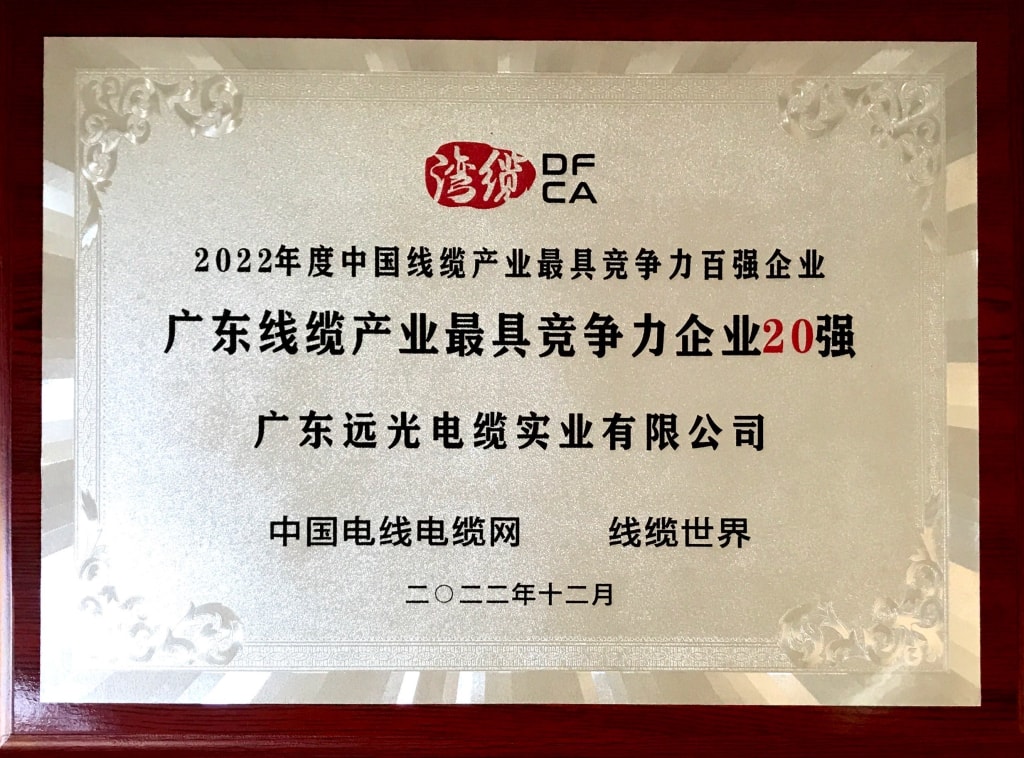 湾缆 DF
CA
2022年度中国线缆产业最具竞争力百强企业
广东线缆产业最具竞争力企业20强
广东远光电缆实业有限公司
中国电线电缆网 线缆世界
二〇二二年十二月